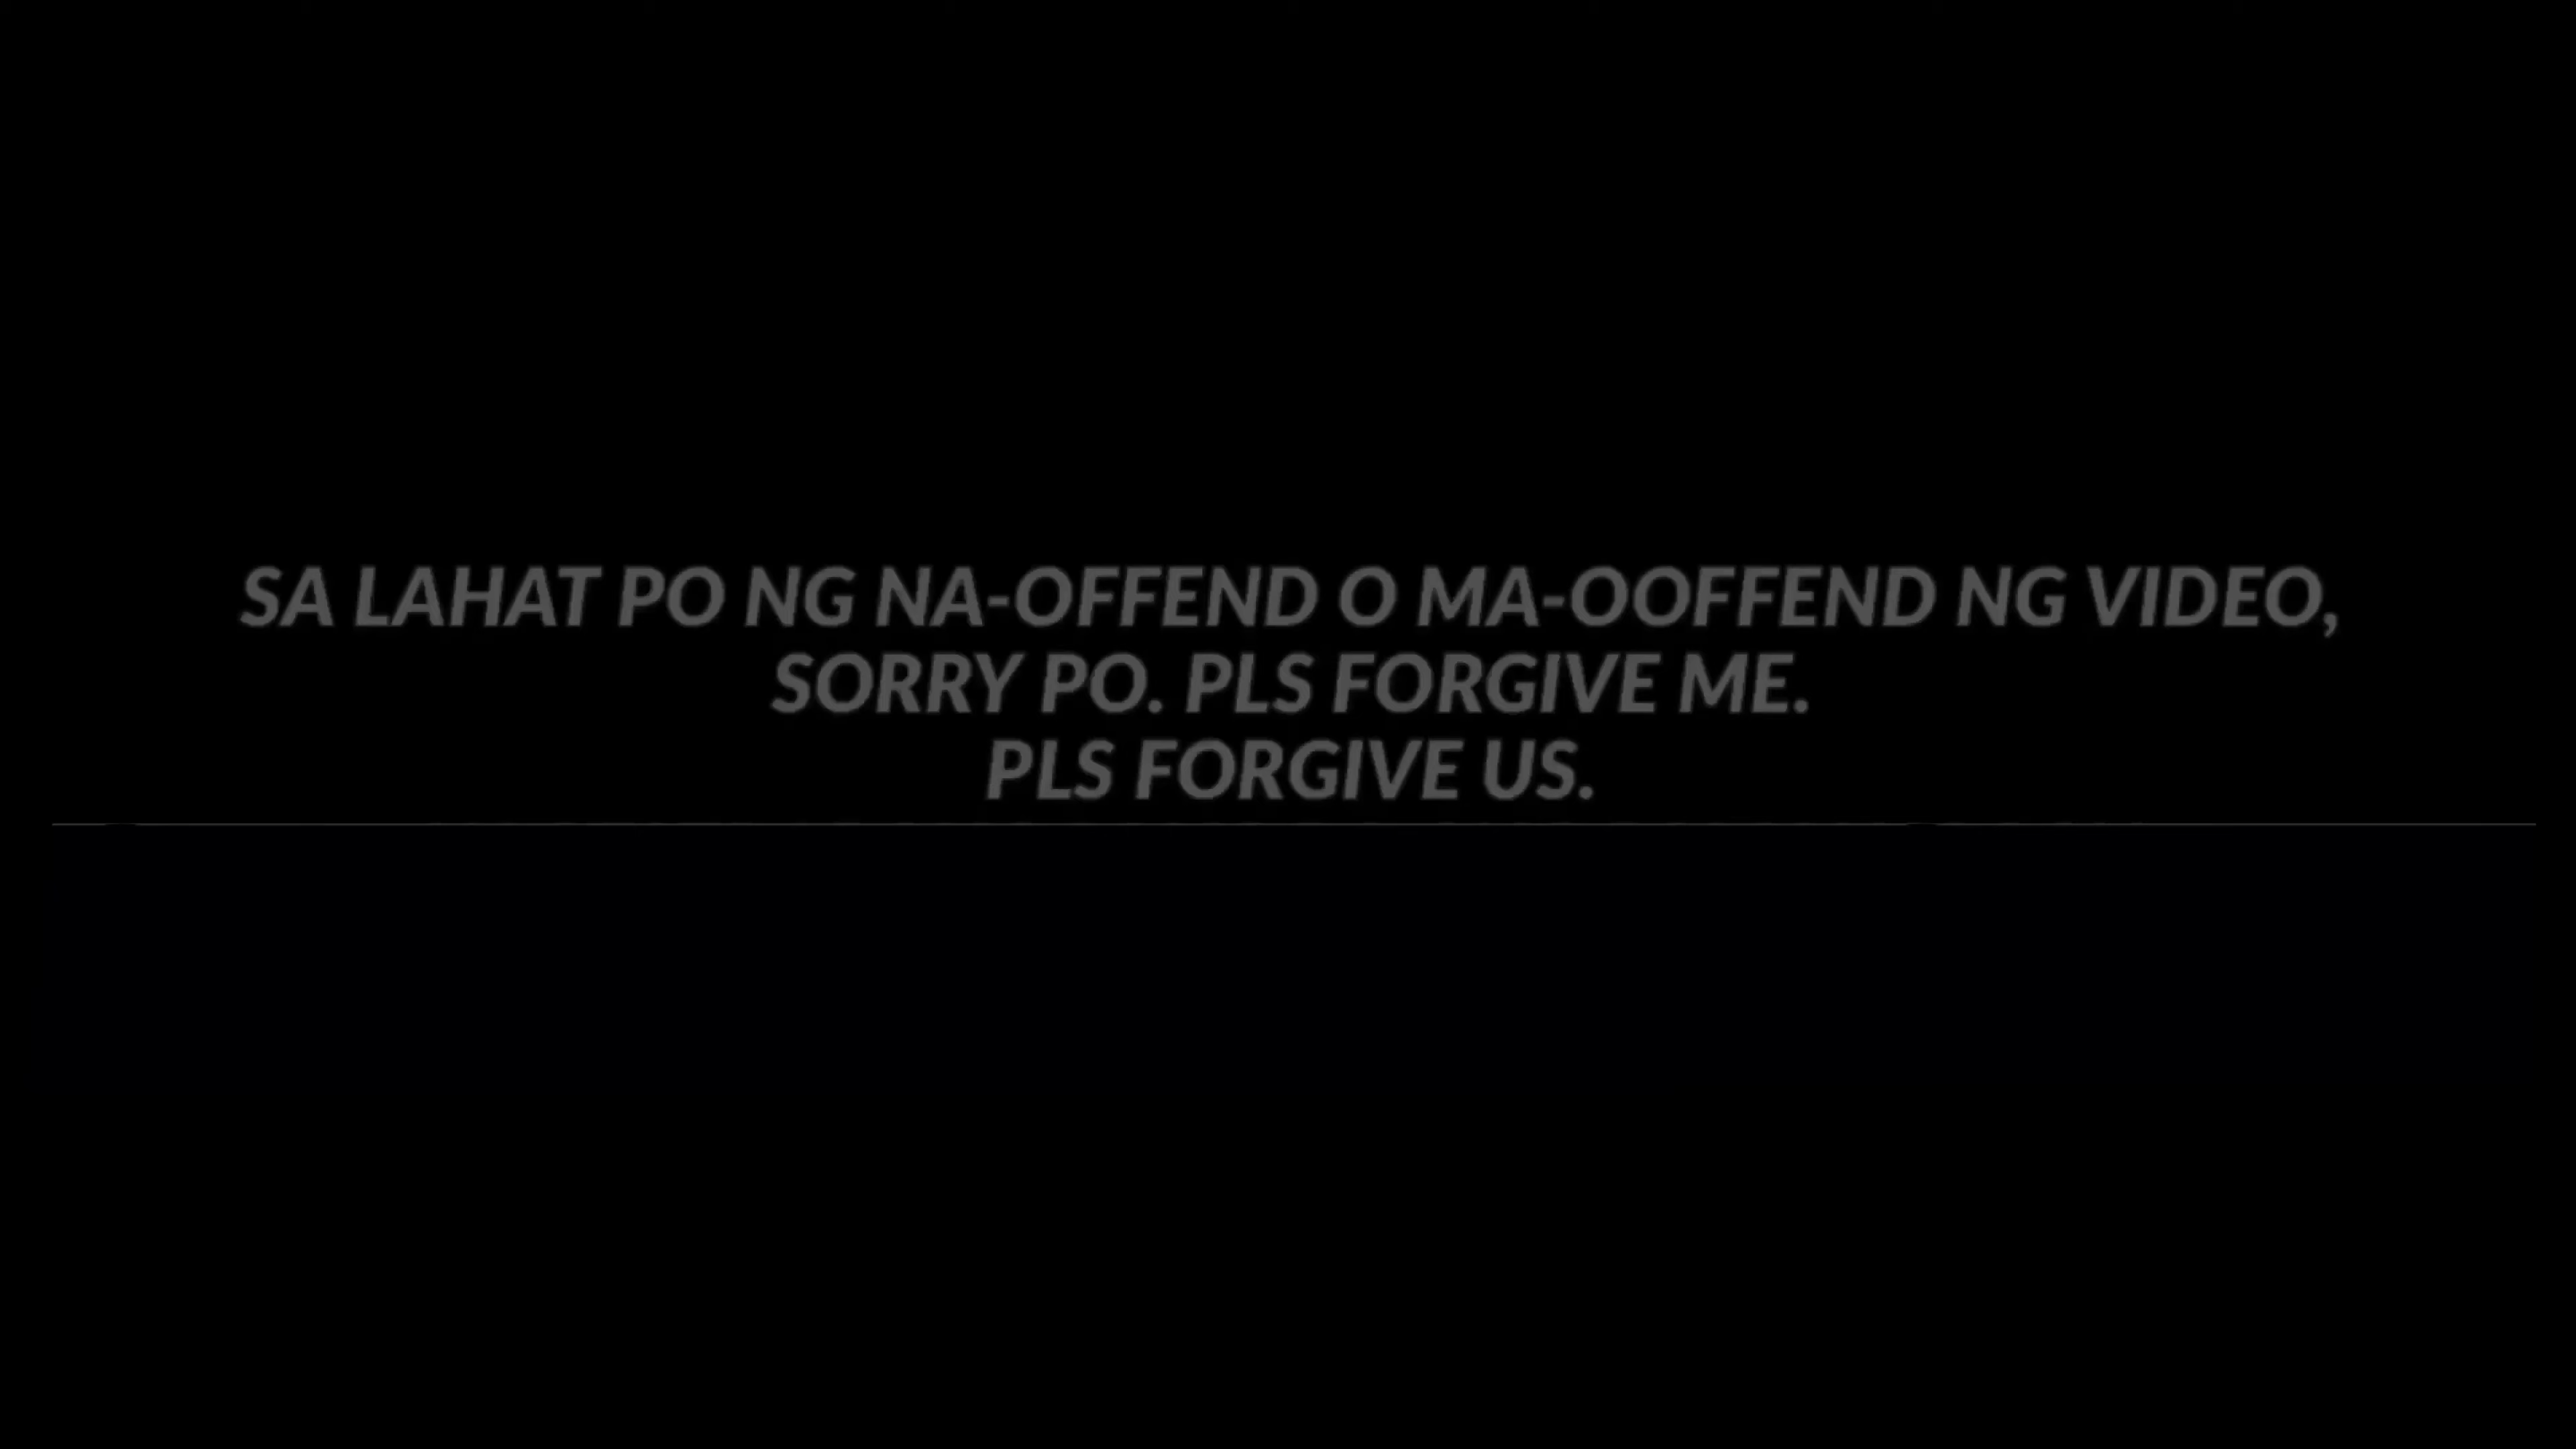 SA LAHAT PO NG NA-OFFEND O MA-OOFFEND NG VIDEO,
SORRY PO. PLS FORGIVE ME.
PLS FORGIVE US.